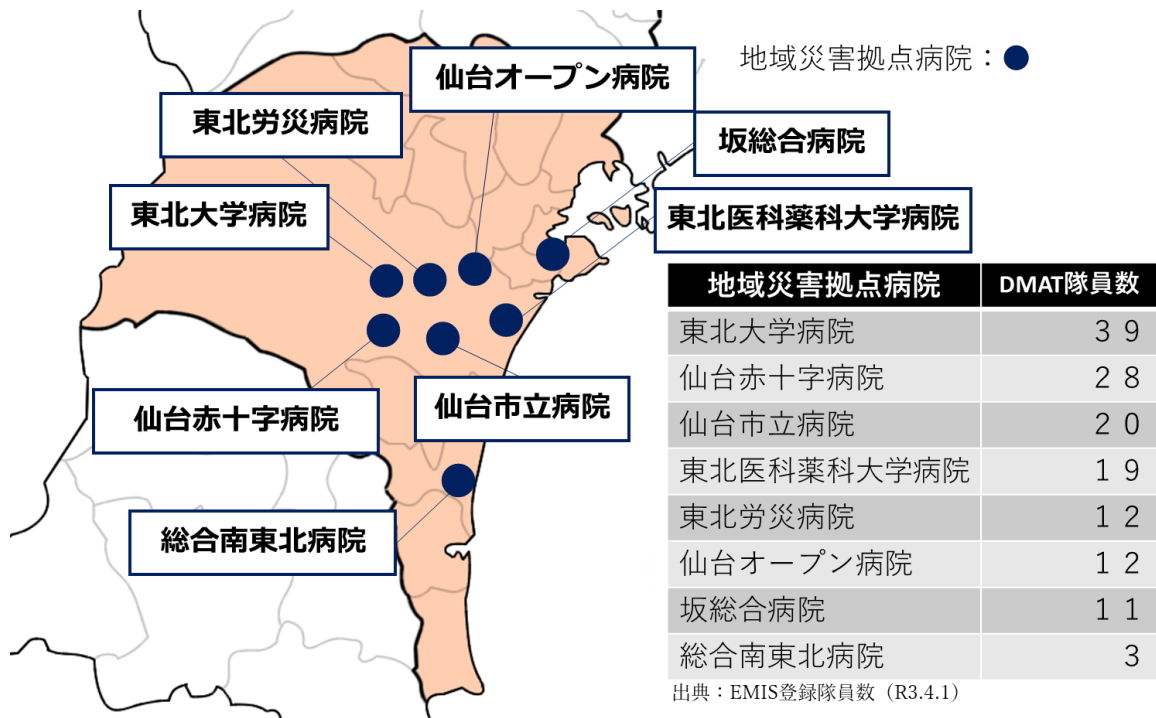 地域災害拠点病院：
仙台オープン病院
東北労災病院
坂総合病院
東北大学病院
東北医科薬科大学病院
仙台赤十字病院
仙台市立病院
総合南東北病院
地域災害拠点病院 DMAT隊員数
東北大学病院 ３９
仙台赤十字病院 ２８
仙台市立病院 ２０
東北医科薬科大学病院 １９
東北労災病院 １２
仙台オープン病院 １２
坂総合病院 １１
総合南東北病院 ３
出典：EMIS登録隊員数（R3.4.1）